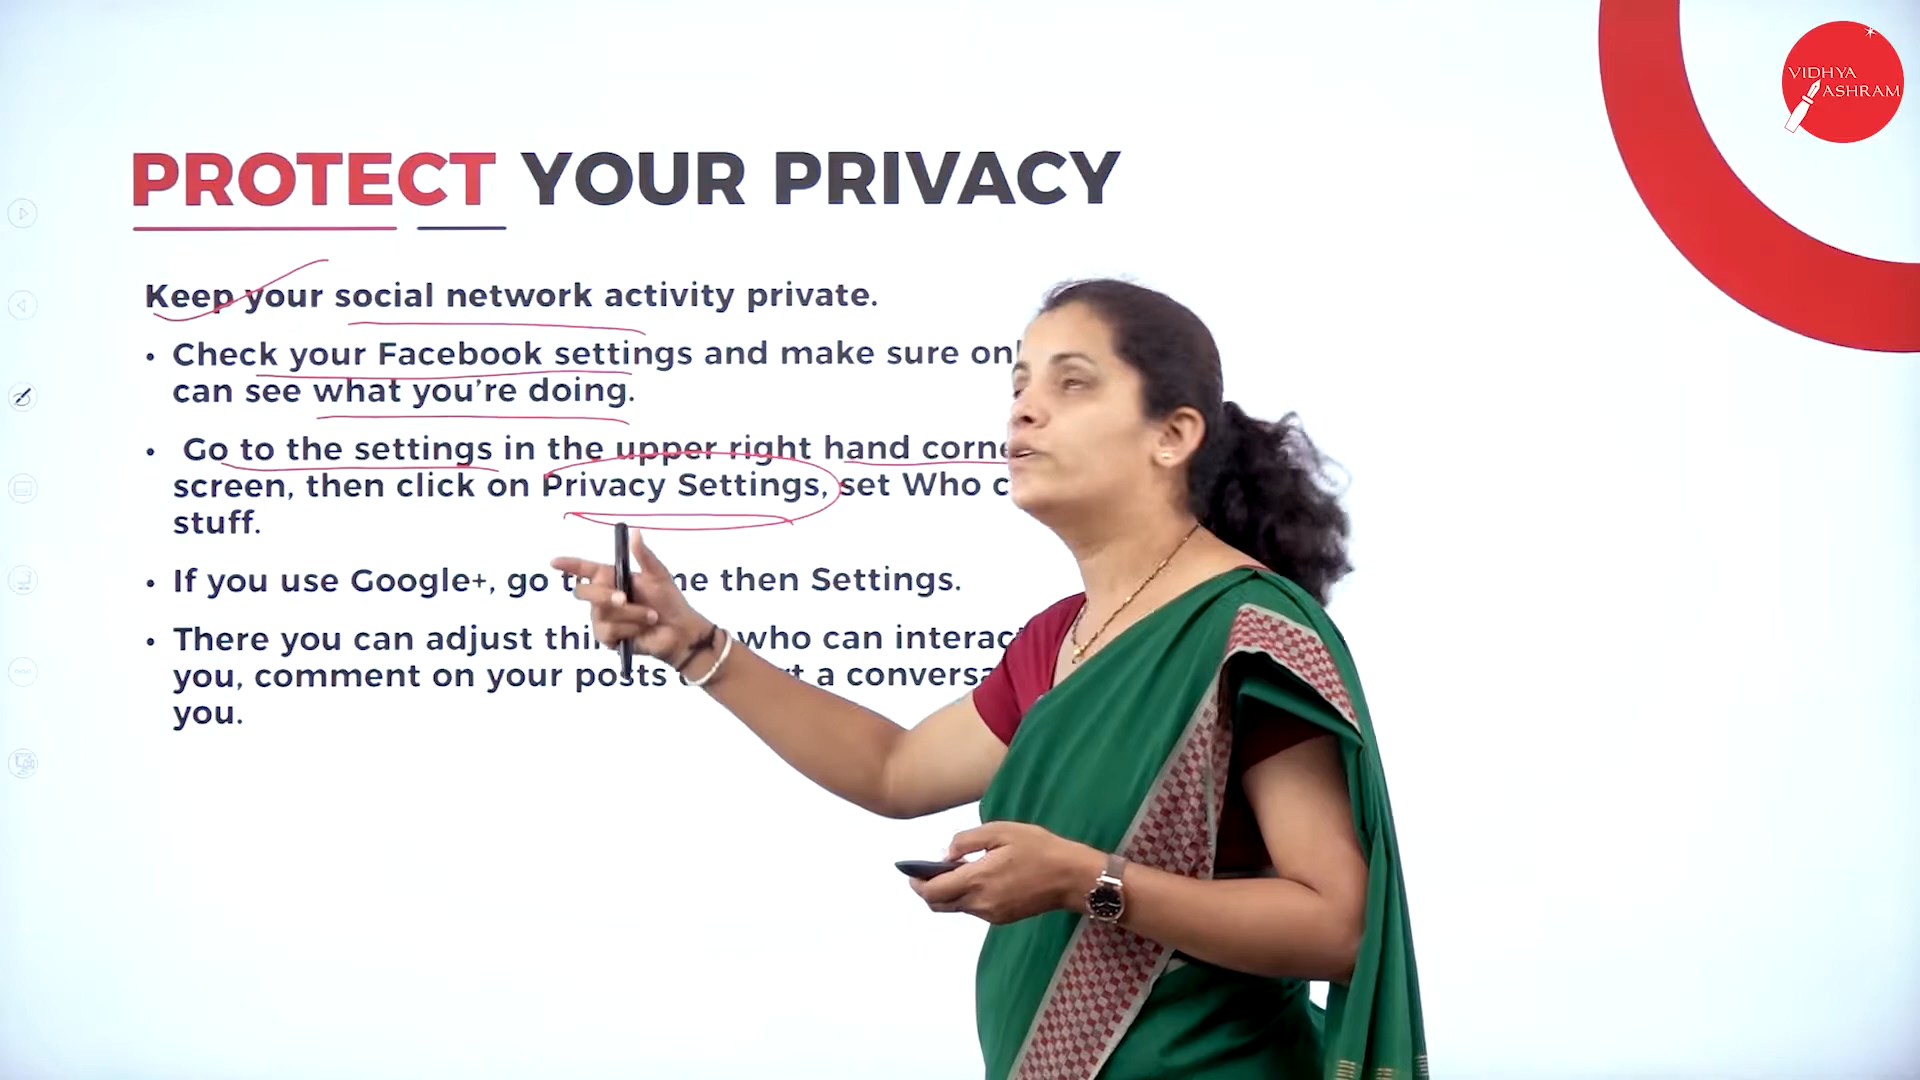 VIDHYA
ASHRAM
PROTECT YOUR PRIVACY
Keep your social network activity private.
• Check your Facebook settings and make sure
can see what you're doing.
• Go to the settings in the upper right hand
screen, then click on Privacy Settings, set Who
stuff.
• If you use Google+, go then Settings.
• There you can adjust who can
you, comment on your posts a
you.